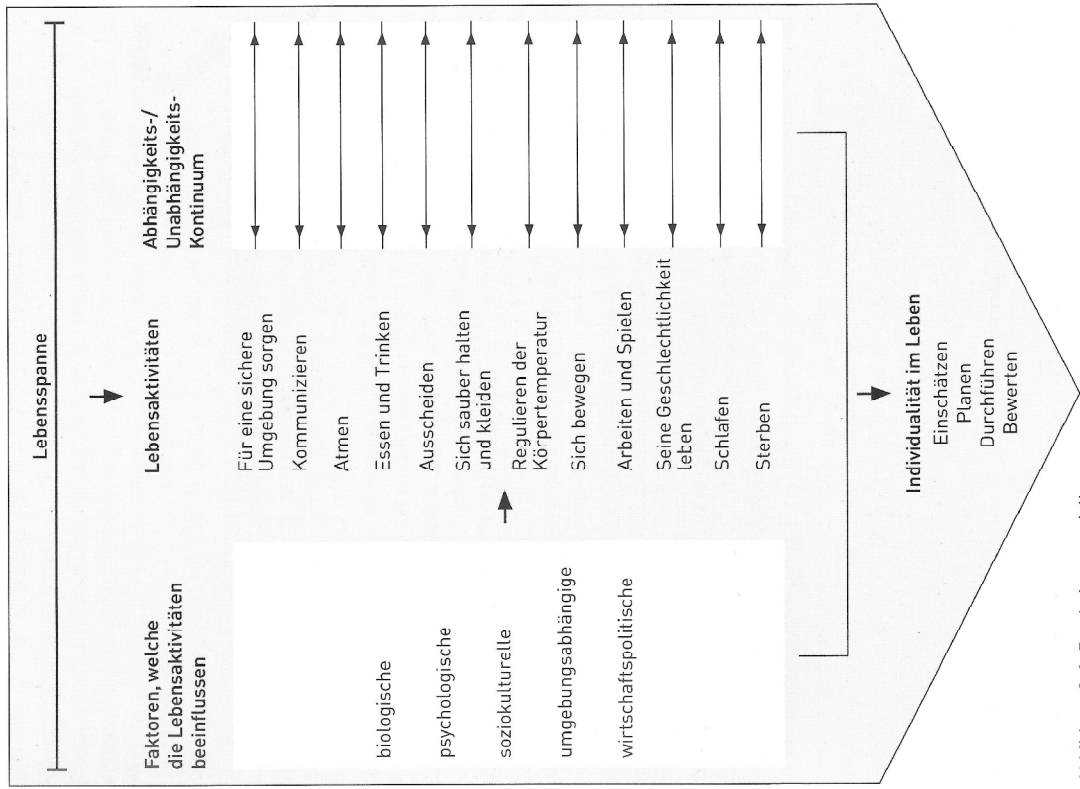 Lebensspanne
Faktoren, welche
die Lebensaktivitäten
beeinflussen
biologische
psychologische
soziokulturelle
umgebungsabhängige
wirtschaftspolitische
Lebensaktivitäten
Für eine sichere
Umgebung sorgen
Kommunizieren
Atmen
Essen und Trinken
Ausscheiden
Sich sauber halten
und kleiden
Regulieren der
Körpertemperatur
Sich bewegen
Arbeiten und Spielen
Seine Geschlechtlichkeit
leben
Schlafen
Sterben
Abhängigkeits-/
Unabhängigkeits-
Kontinuum
Individualität im Leben
Einschätzen
Planen
Durchführen
Bewerten